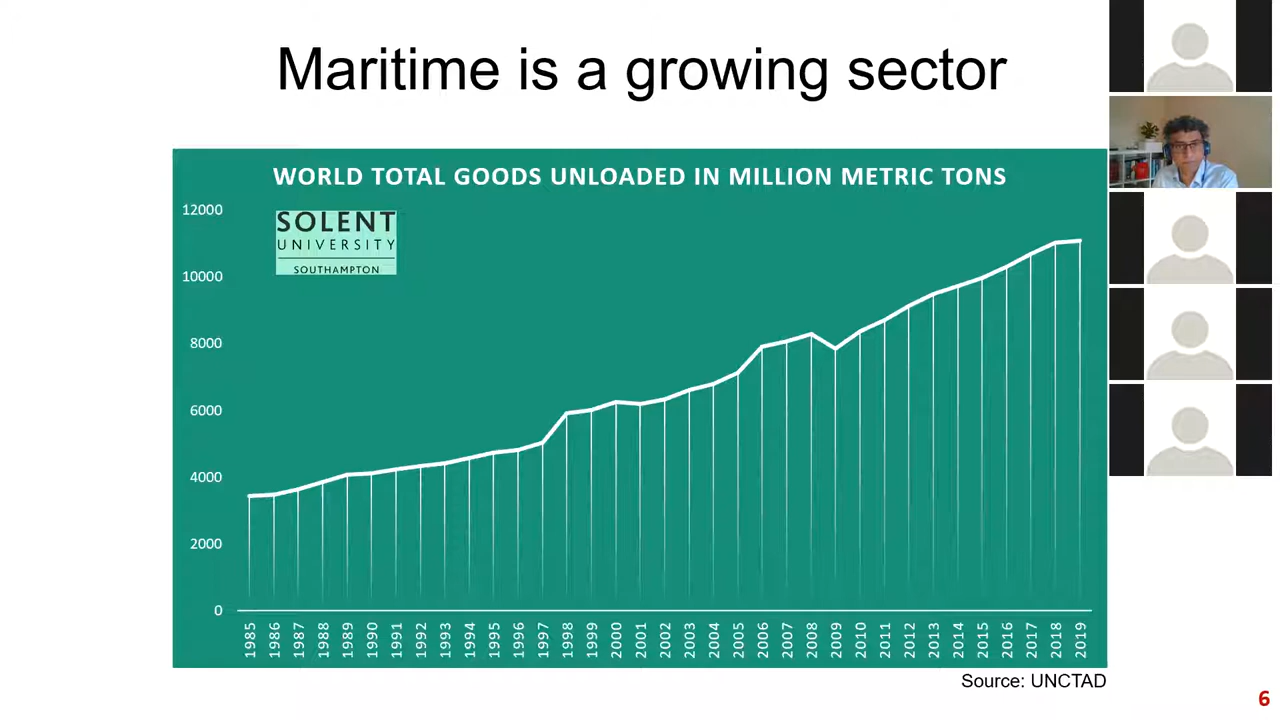 Maritime is a growing sector
WORLD TOTAL GOODS UNLOADED IN MILLION METRIC TONS
12000
SOLENT
UNIVERSITY
SOUTHAMPTON
10000
8000
6000
4000
2000
0
1985 1986 1987 1988 1989 1990 1991 1992 1993 1994 1995 1996 1997 1998 1999 2000 2001 2002 2003 2004 2005 2006 2007 2008 2009 2010 2011 2012 2013 2014 2015 2016 2017 2018 2019
Source: UNCTAD
6